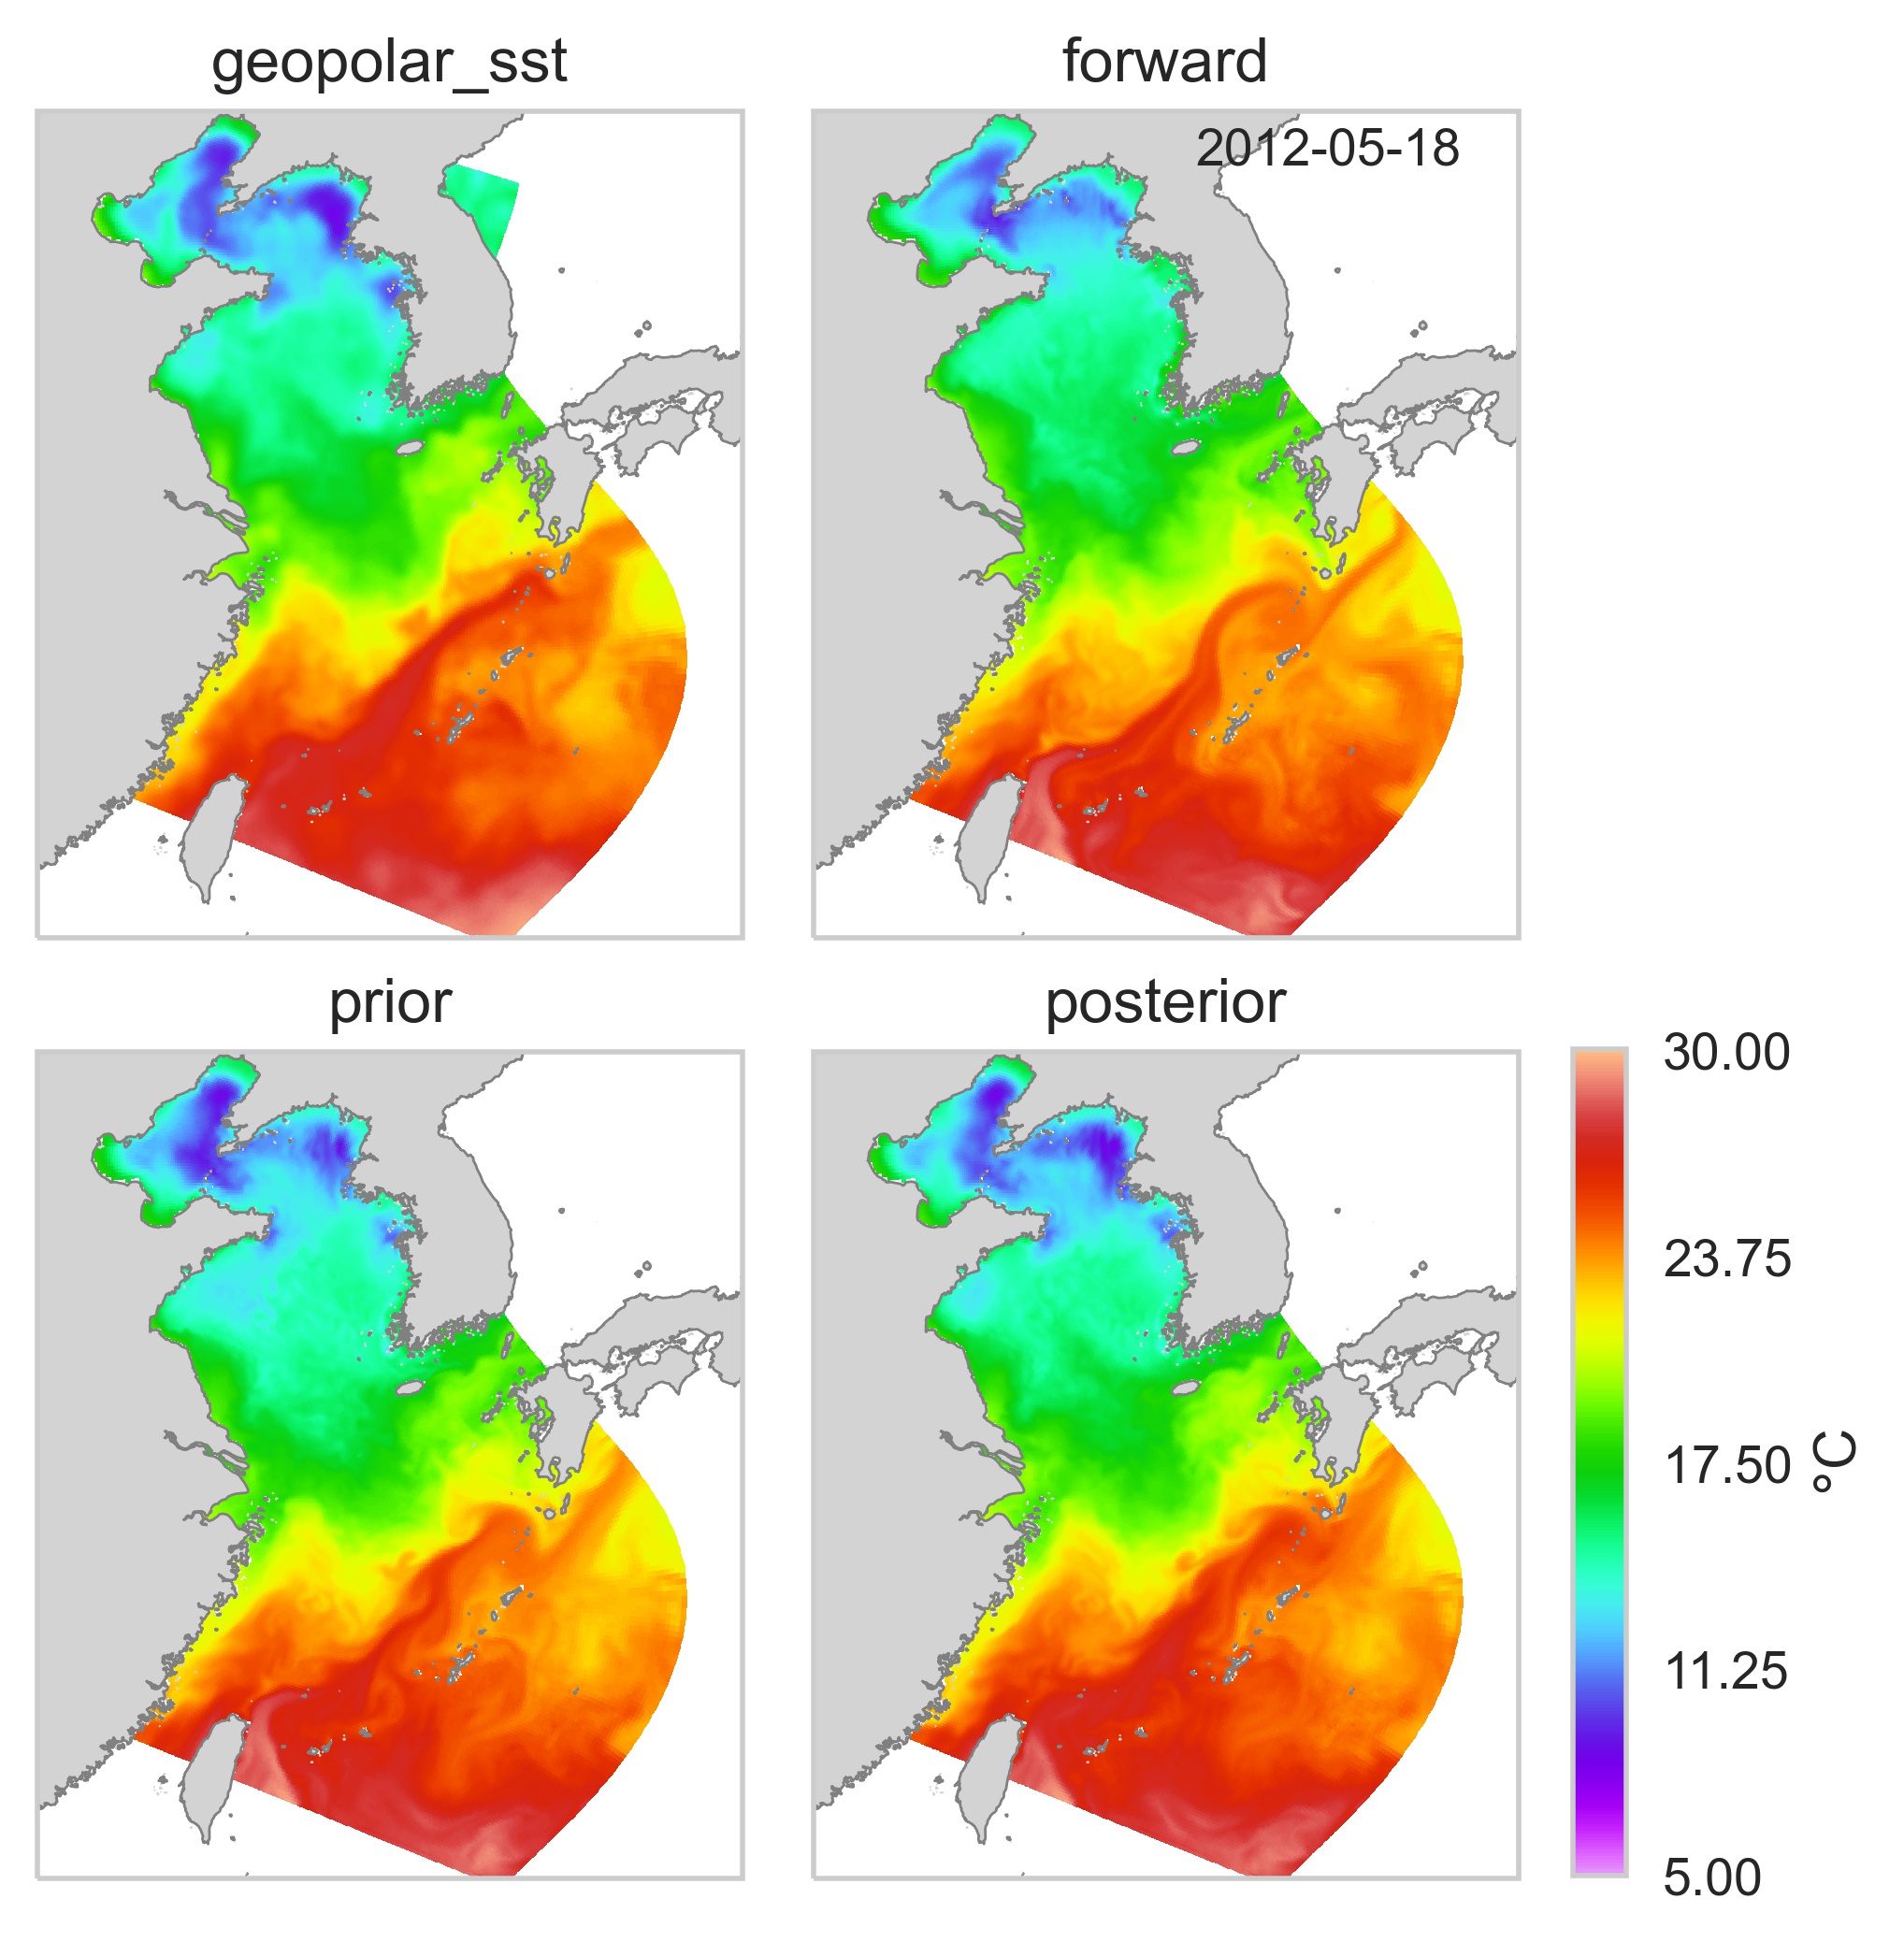 geopolar_sst
forward
2012-05-18
prior
posterior
30.00
23.75
17.50
11.25
5.00
°C